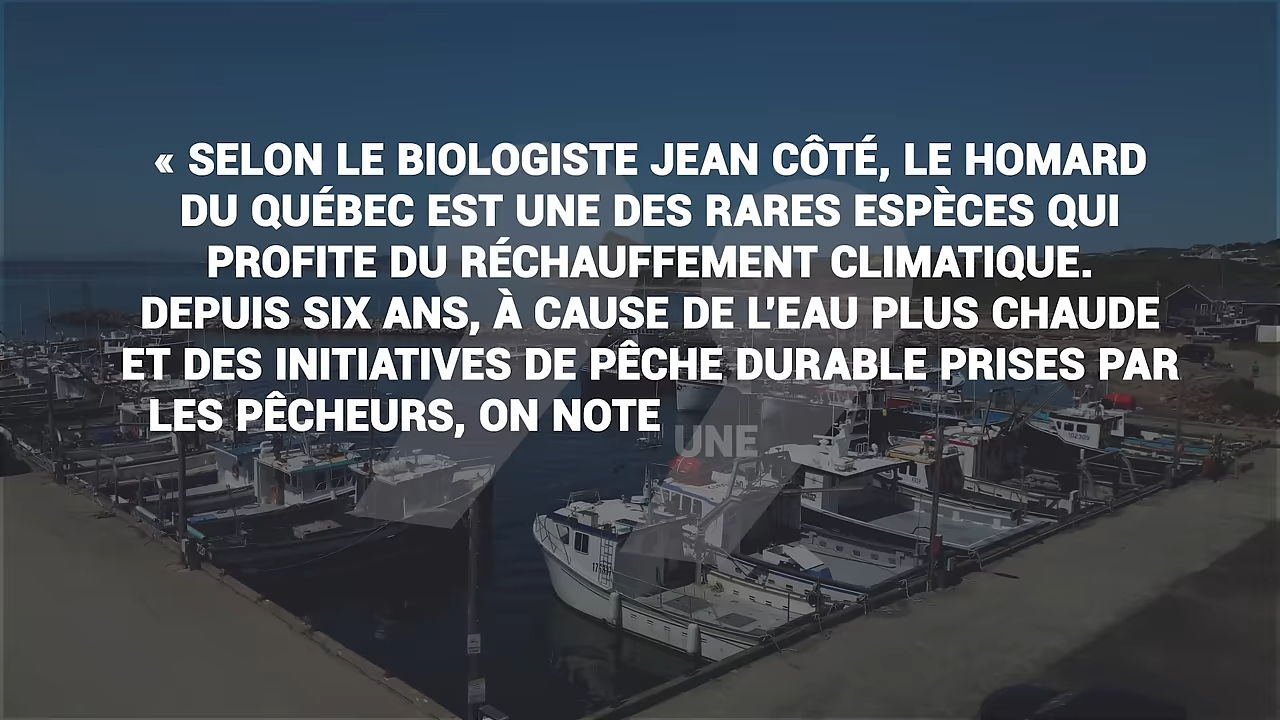 « SELON LE BIOLOGISTE JEAN CÔTÉ, LE HOMARD
DU QUÉBEC EST UNE DES RARES ESPÈCES QUI
PROFITE DU RÉCHAUFFEMENT CLIMATIQUE.
DEPUIS SIX ANS, À CAUSE DE L'EAU PLUS CHAUDE
ET DES INITIATIVES DE PÊCHE DURABLE PRISES PAR
LES PÊCHEURS, ON NOTE UNE